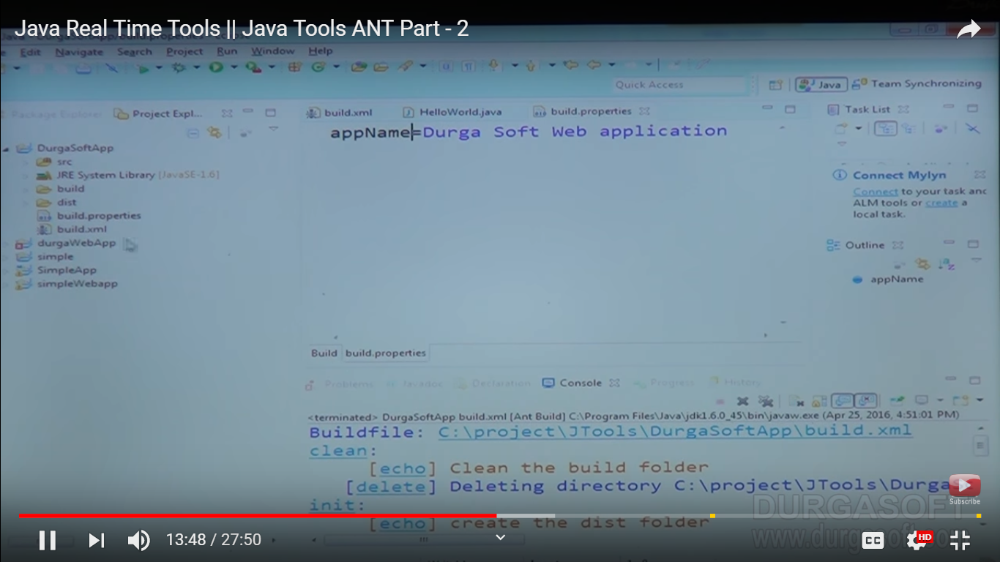 Java Real Time Tools || Java Tools ANT Part - 2
Edit Navigate Search Project Run Window Help
Quick Access
Java
Team Synchronizing
Package Explorer
Project Expl...
build.xml
HelloWorld.java
build.properties
Task List
appName=Durga Soft Web application
DurgaSoftApp
src
JRE System Library [JavaSE-1.6]
build
dist
build.properties
build.xml
durgaWebApp
simple
SimpleApp
simpleWebapp
Connect Mylyn
Connect to your task and
ALM tools or create a
local task.
Outline
appName
Build
build.properties
Problems
Javadoc
Declaration
Console
Progress
History
<terminated> DurgaSoftApp build.xml [Ant Build] C:\Program Files\Java\jdk1.6.0_45\bin\javaw.exe (Apr 25, 2016, 4:51:01 PM)
Buildfile: C:\project\JTools\DurgaSoftApp\build.xml
clean:
[echo] Clean the build folder
[delete] Deleting directory C:\project\JTools\DurgaS
init:
[echo] create the dist folder
Subscribe
DURGASOFT
13:48 / 27:50
CC
HD